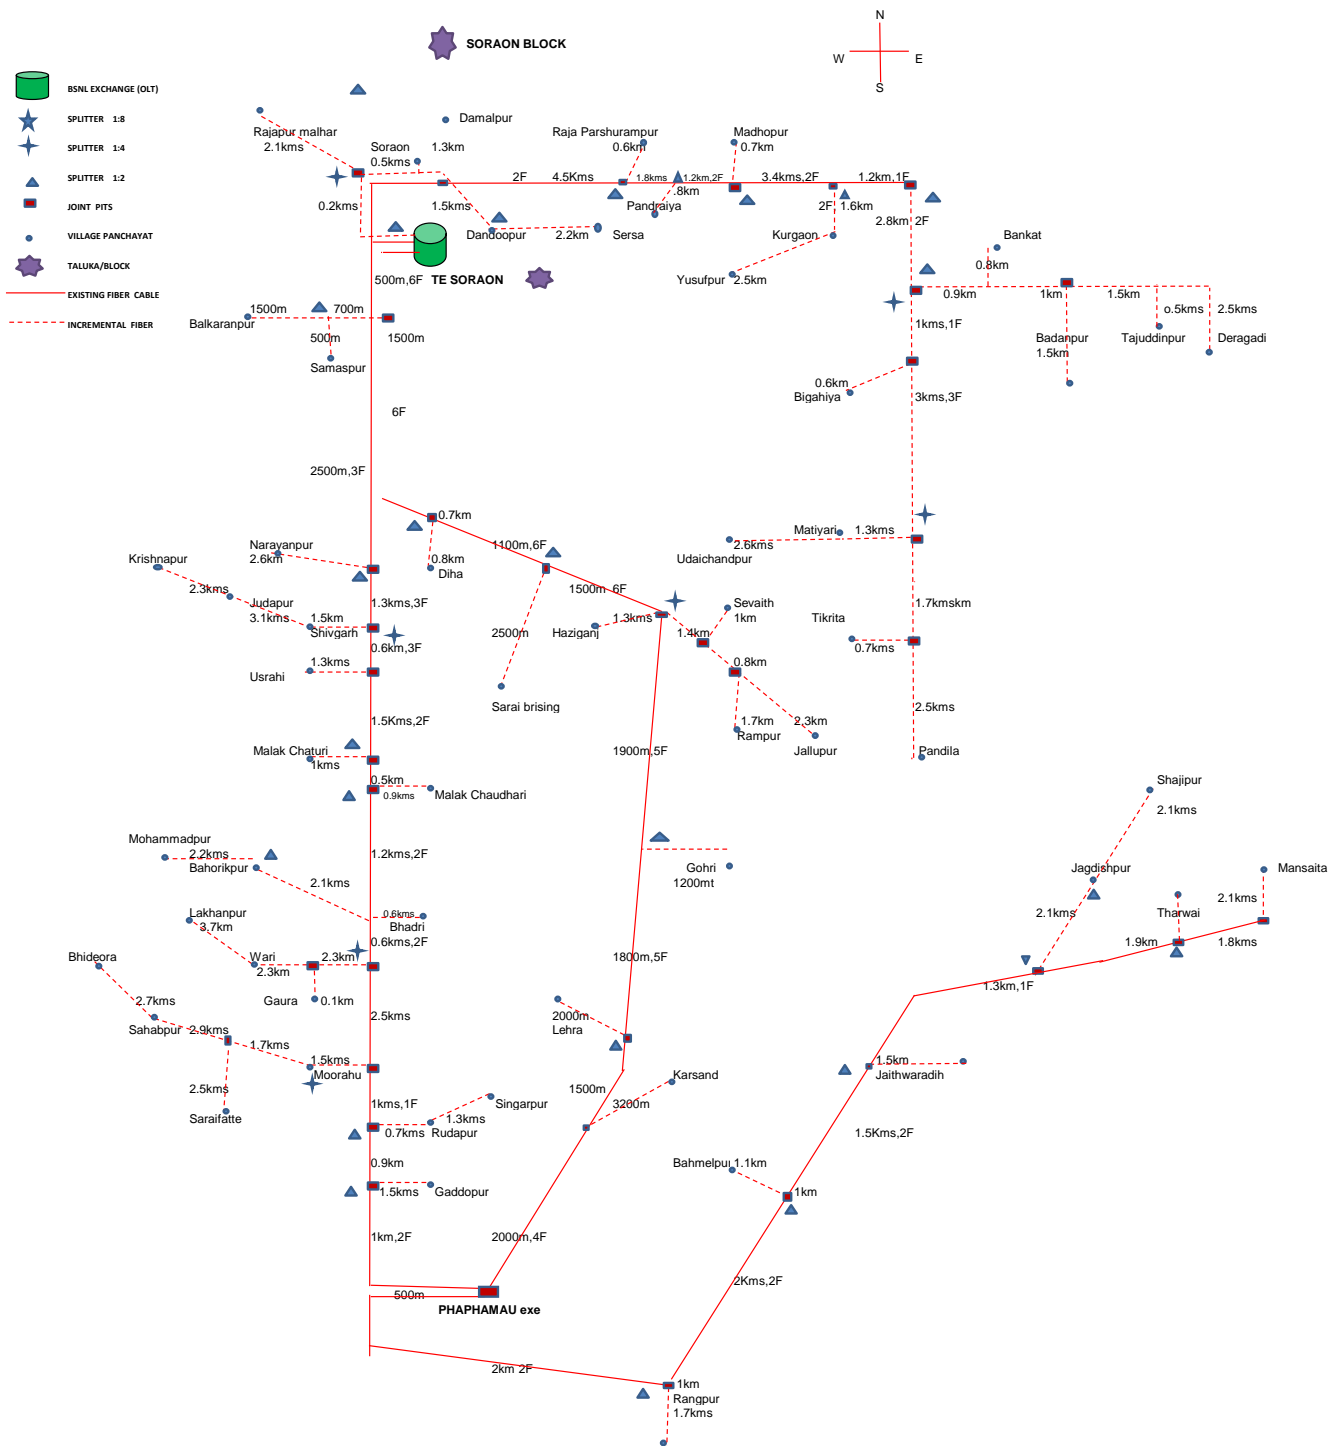 N
SORAON BLOCK
W
E
S
BSNL EXCHANGE (OLT)
SPLITTER 1:8
SPLITTER 1:4
SPLITTER 1:2
JOINT PITS
VILLAGE PANCHAYAT
TALUKA/BLOCK
EXISTING FIBER CABLE
INCREMENTAL FIBER
Damalpur
Rajapur malhar
2.1kms
Soraon
0.5kms
1.3km
Raja Parshurampur
0.6km
Madhopur
0.7km
2F
4.5Kms
1.8kms
1.2km,2F
3.4kms,2F
1.2km,1F
.8km
Pandraiya
0.2kms
1.5kms
Dandoopur
2.2km
Sersa
2F
1.6km
Kurgaon
2.8km
2F
Bankat
0.8km
500m,6F
TE SORAON
Yusufpur
2.5km
0.9km
1km
1.5km
o.5kms
2.5kms
1500m
700m
Balkaranpur
500m
1500m
Samaspur
1kms,1F
Badanpur
1.5km
Tajuddinpur
Deragadi
0.6km
Bigahiya
3kms,3F
6F
2500m,3F
0.7km
1100m,6F
Matiyari
1.3kms
Udaichandpur
2.6kms
Narayanpur
2.6km
Krishnapur
0.8km
Diha
1500m
6F
2.3kms
Judapur
3.1kms
1.5km
Shivgarh
1.3kms,3F
0.6km,3F
2500m
1.3kms
Haziganj
Sevaith
1km
1.4km
1.7kmskm
Tikrita
0.7kms
1.3kms
Usrahi
0.8km
Sarai brising
1.7km
Rampur
2.3km
Jallupur
2.5kms
Pandila
1.5Kms,2F
Malak Chaturi
1kms
1900m,5F
0.5km
0.9kms
Malak Chaudhari
Shajipur
2.1kms
Mohammadpur
2.2kms
Bahorikpur
1.2kms,2F
2.1kms
Gohri
1200mt
Jagdishpur
2.1kms
Mansaita
2.1kms
Tharwai
1.9km
1.8kms
0.6kms
Bhadri
Lakhanpur
3.7km
0.6kms,2F
Wari
2.3km
2.3km
Bhideora
1800m,5F
1.3km,1F
2.7kms
Gaura
0.1km
Sahabpur
2.9kms
1.7kms
2.5kms
2000m
Lehra
1.5kms
Moorahu
1.5km
Jaithwaradih
2.5kms
Saraifatte
1kms,1F
1.3kms
Singarpur
1500m
3200m
Karsand
0.7kms
Rudapur
1.5Kms,2F
0.9km
Bahmelpu
1.1km
1km
1.5kms
Gaddopur
1km,2F
2000m,4F
2Kms,2F
500m
PHAPHAMAU exe
2km 2F
1km
Rangpur
1.7kms